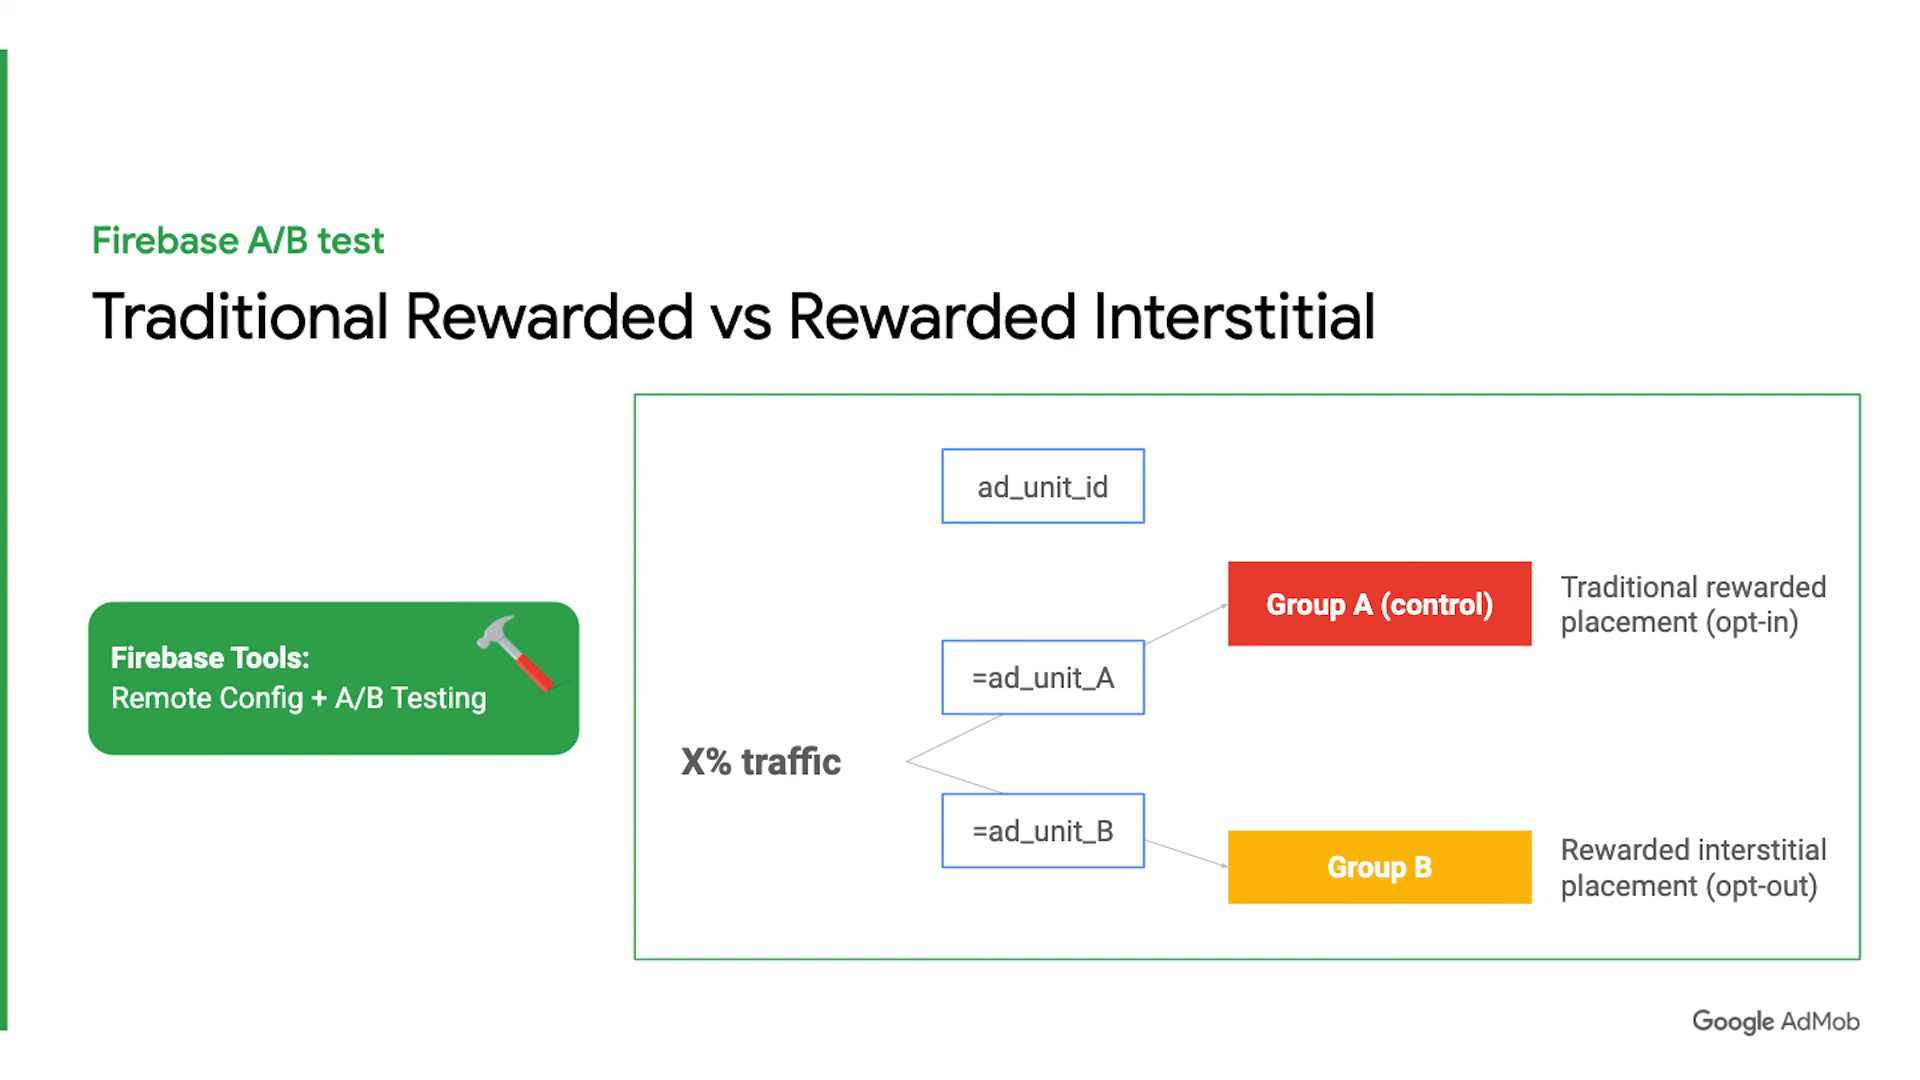 Firebase A/B test
Traditional Rewarded vs Rewarded Interstitial
Firebase Tools:
Remote Config + A/B Testing
ad_unit_id
=ad_unit_A
Group A (control)
Traditional rewarded
placement (opt-in)
X% traffic
=ad_unit_B
Group B
Rewarded interstitial
placement (opt-out)
Google AdMob